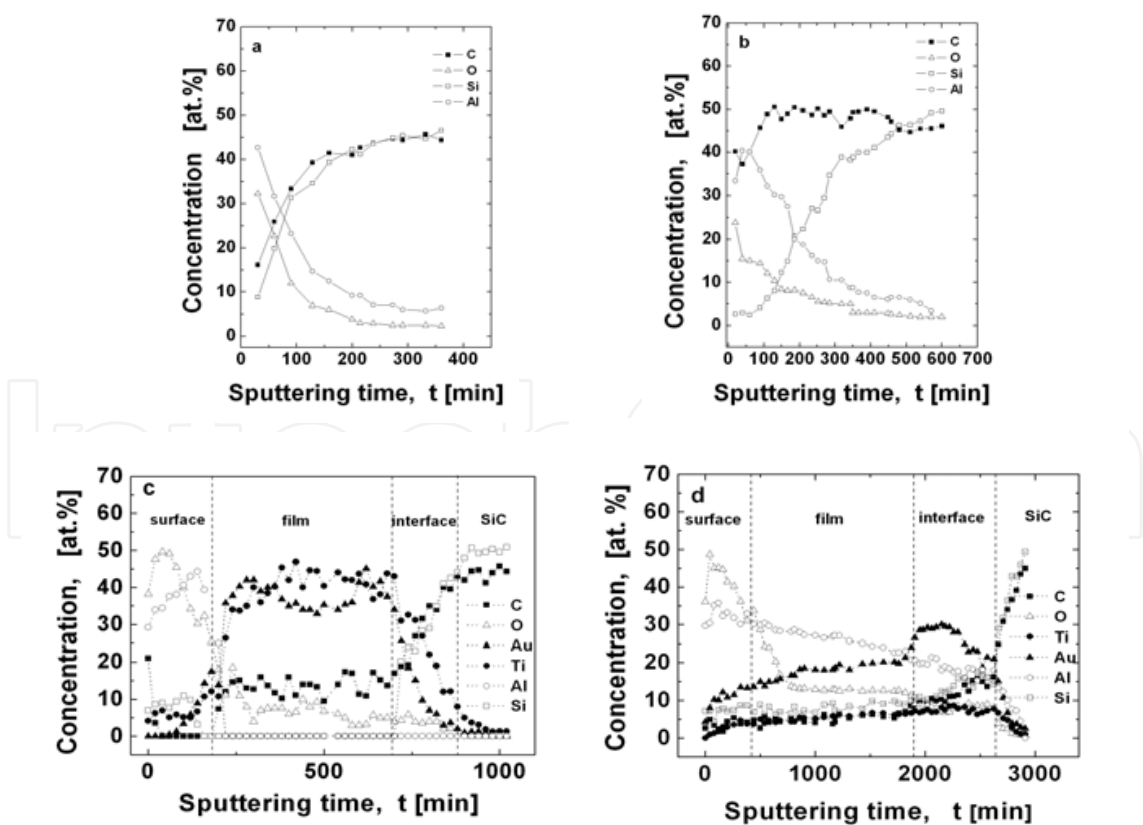 a
70
60
50
40
30
20
10
0
Concentration [at.%]
C
O
Si
Al
0 100 200 300 400
Sputtering time, t [min]
b
70
60
50
40
30
20
10
0
Concentration, [at.%]
C
O
Si
Al
0 100 200 300 400 500 600 700
Sputtering time, t [min]
c
70
60
50
40
30
20
10
0
Concentration, [at.%]
surface film interface SiC
C
O
Au
Ti
Al
Si
0 500 1000
Sputtering time, t [min]
d
70
60
50
40
30
20
10
0
Concentration, [at. %]
surface film interface SiC
C
O
Ti
Au
Al
Si
0 1000 2000 3000
Sputtering time, t [min]